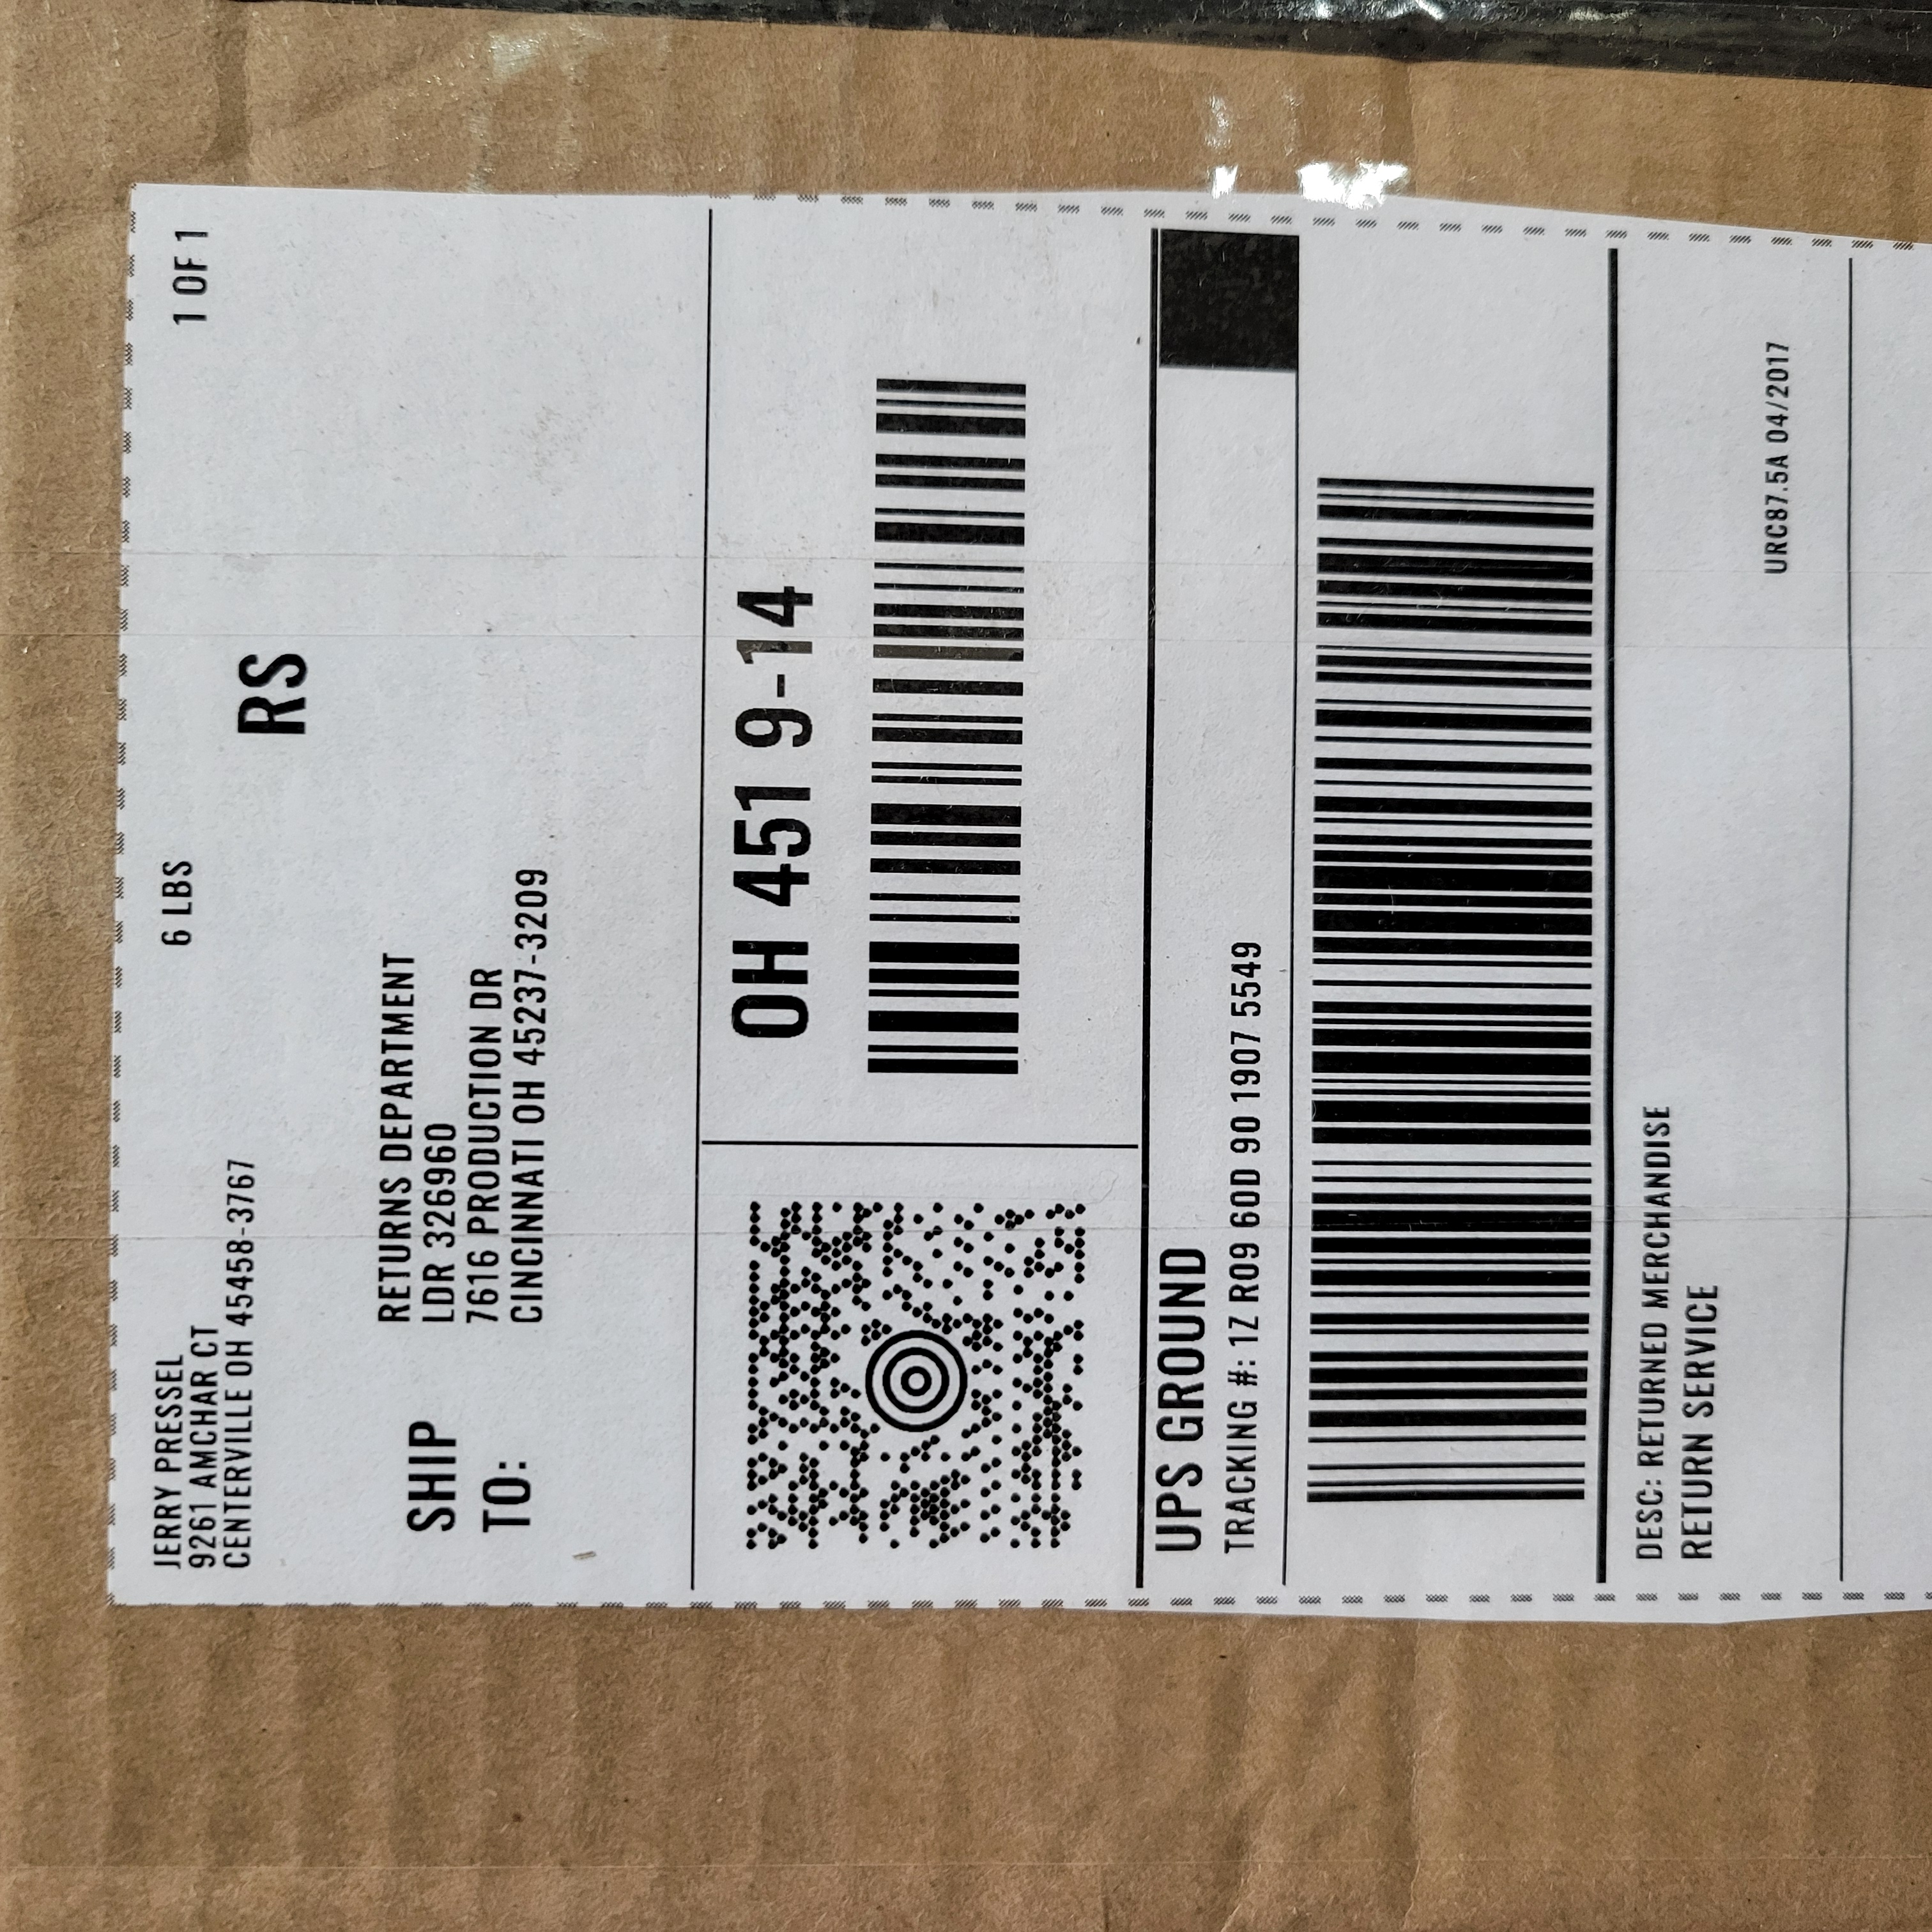 JERRY PRESSEL
9261 AMCHAR CT
CENTERVILLE OH 45458-3767
6 LBS
1 OF 1
RS
SHIP
TO:
RETURNS DEPARTMENT
LDR 326960
7616 PRODUCTION DR
CINCINNATI OH 45237-3209
OH 451 9-14
UPS GROUND
TRACKING #: 1Z R09 60D 90 1907 5549
DESC: RETURNED MERCHANDISE
RETURN SERVICE
URC87.5A 04/2017